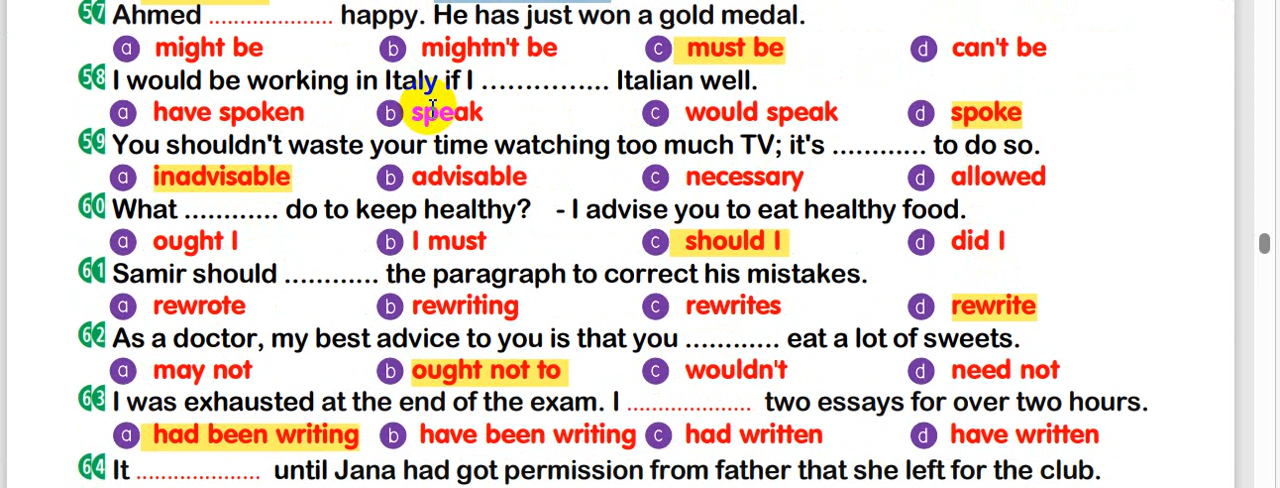 57 Ahmed .................... happy. He has just won a gold medal.
a might be b mightn't be c must be d can't be
58 I would be working in Italy if I ................ Italian well.
a have spoken b speak c would speak d spoke
59 You shouldn't waste your time watching too much TV; it's ............ to do so.
a inadvisable b advisable c necessary d allowed
60 What ............ do to keep healthy? - I advise you to eat healthy food.
a ought I b I must c should I d did I
61 Samir should ............ the paragraph to correct his mistakes.
a rewrote b rewriting c rewrites d rewrite
62 As a doctor, my best advice to you is that you ............ eat a lot of sweets.
a may not b ought not to c wouldn't d need not
63 I was exhausted at the end of the exam. I .................... two essays for over two hours.
a had been writing b have been writing c had written d have written
64 It .................... until Jana had got permission from father that she left for the club.